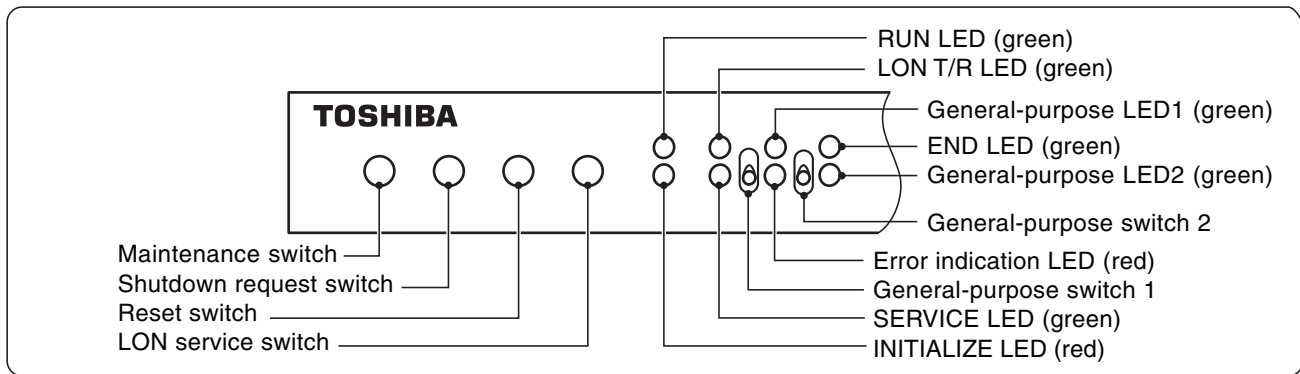 RUN LED (green)
LON T/R LED (green)
TOSHIBA
General-purpose LED1 (green)
END LED (green)
General-purpose LED2 (green)
General-purpose switch 2
Maintenance switch
Shutdown request switch
Reset switch
LON service switch
Error indication LED (red)
General-purpose switch 1
SERVICE LED (green)
INITIALIZE LED (red)